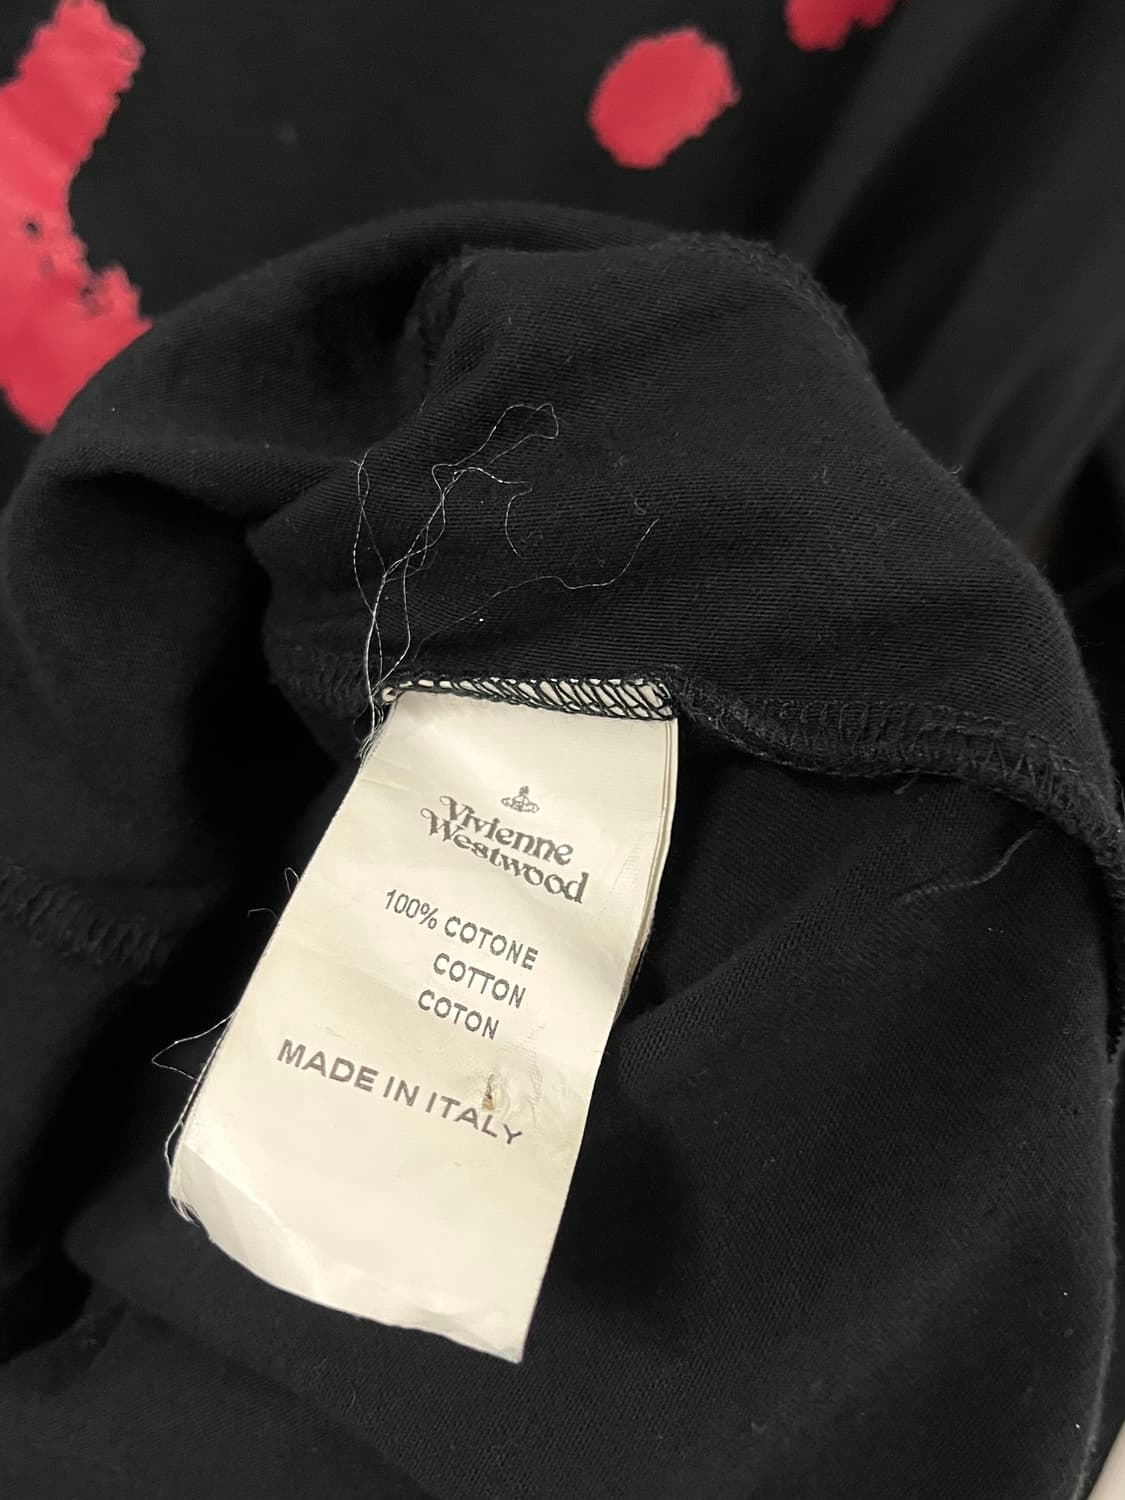 Vivienne
Westwood
100% COTONE
COTTON
COTON
MADE IN ITALY